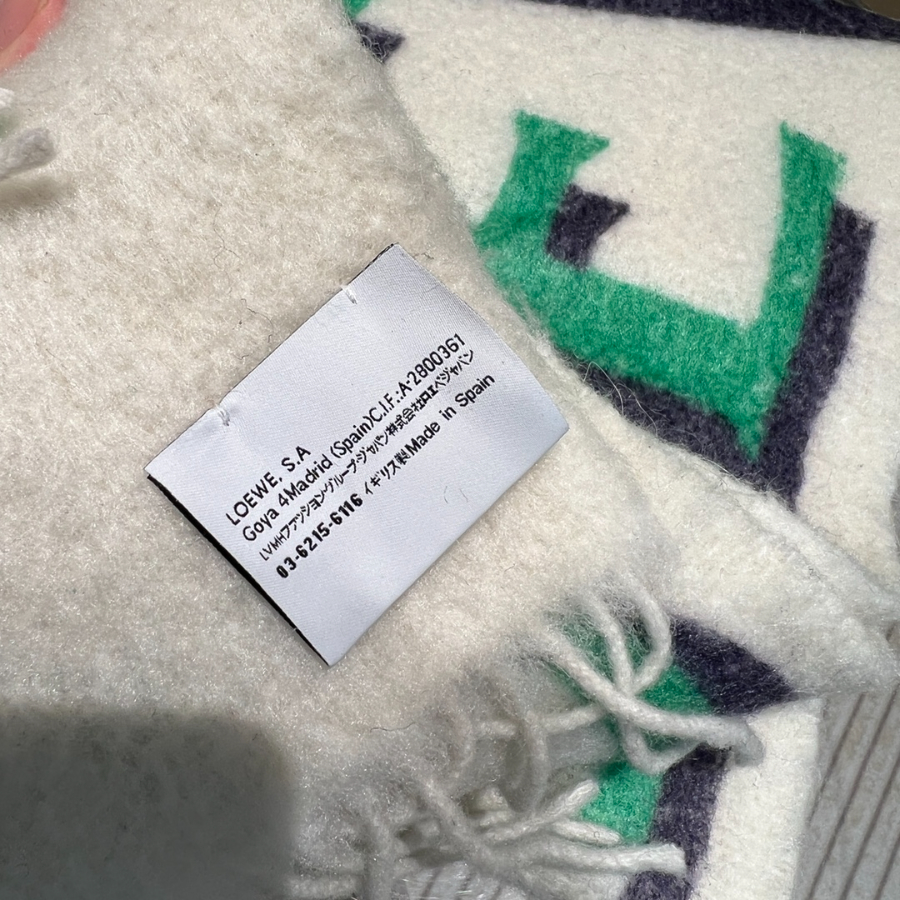 LOEWE, S.A
Goya 4Madrid (Spain)C.I.F.:A-2800361
LVMHファッショングループ・ジャパン株式会社ロエベジャパン
03-6215-6116 イギリス製Made in Spain